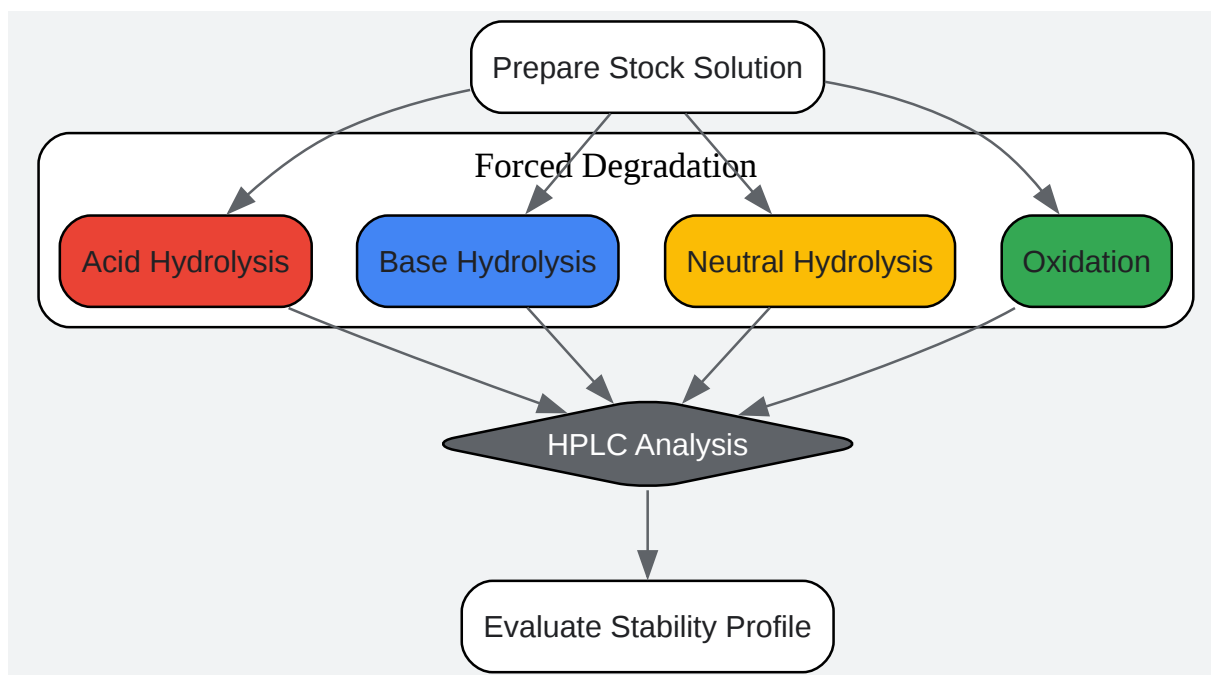 Prepare Stock Solution
Forced Degradation
Acid Hydrolysis
Base Hydrolysis
Neutral Hydrolysis
Oxidation
HPLC Analysis
Evaluate Stability Profile